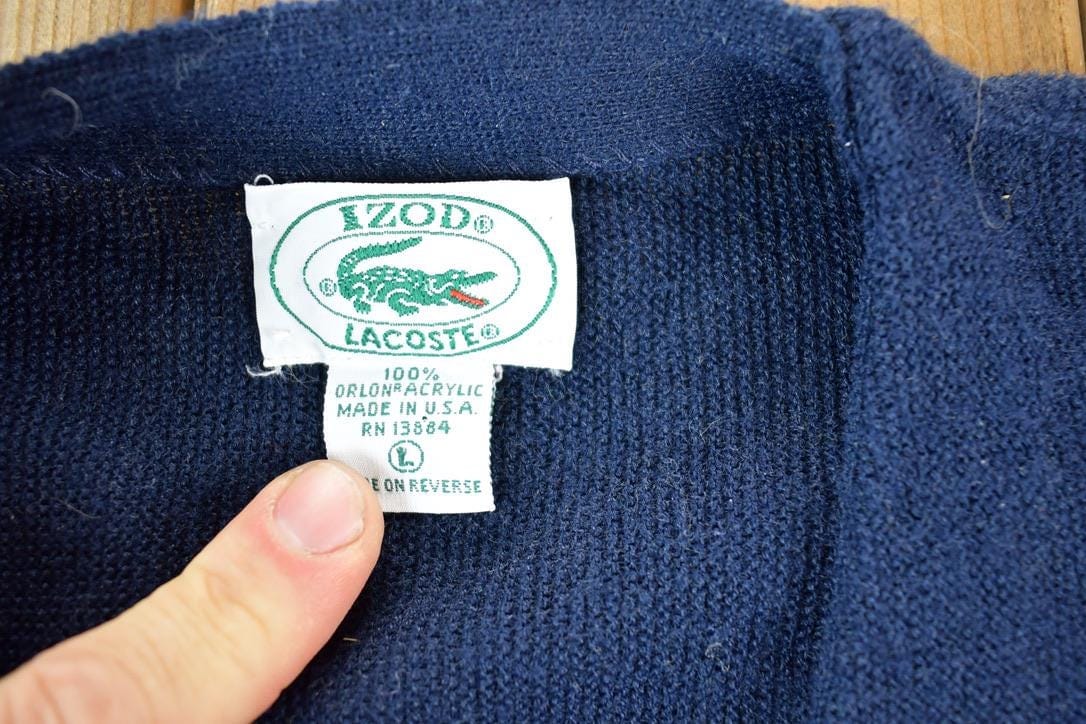 IZOD®
®
LACOSTE®
100%
ORLON® ACRYLIC
MADE IN U.S.A.
RN 13884
L
ON REVERSE